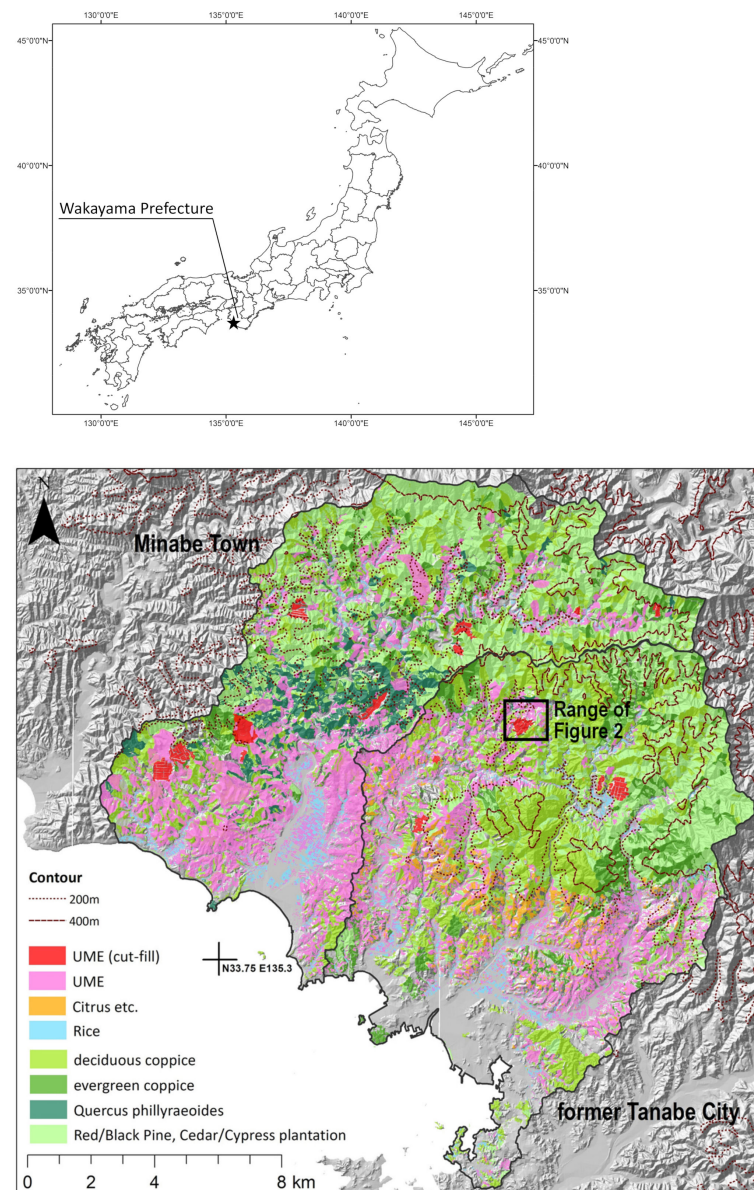 130°0'0"E 135°0'0"E 140°0'0"E 145°0'0"E
45°0'0"N 45°0'0"N
40°0'0"N 40°0'0"N
Wakayama Prefecture
35°0'0"N 35°0'0"N
130°0'0"E 135°0'0"E 140°0'0"E 145°0'0"E
N
Minabe Town
Range of
Figure 2
Contour
200m
400m
UME (cut-fill)
N33.75 E135.3
UME
Citrus etc.
Rice
deciduous coppice
evergreen coppice
Quercus phillyraeoides
former Tanabe City
Red/Black Pine, Cedar/Cypress plantation
0 2 4 8 km